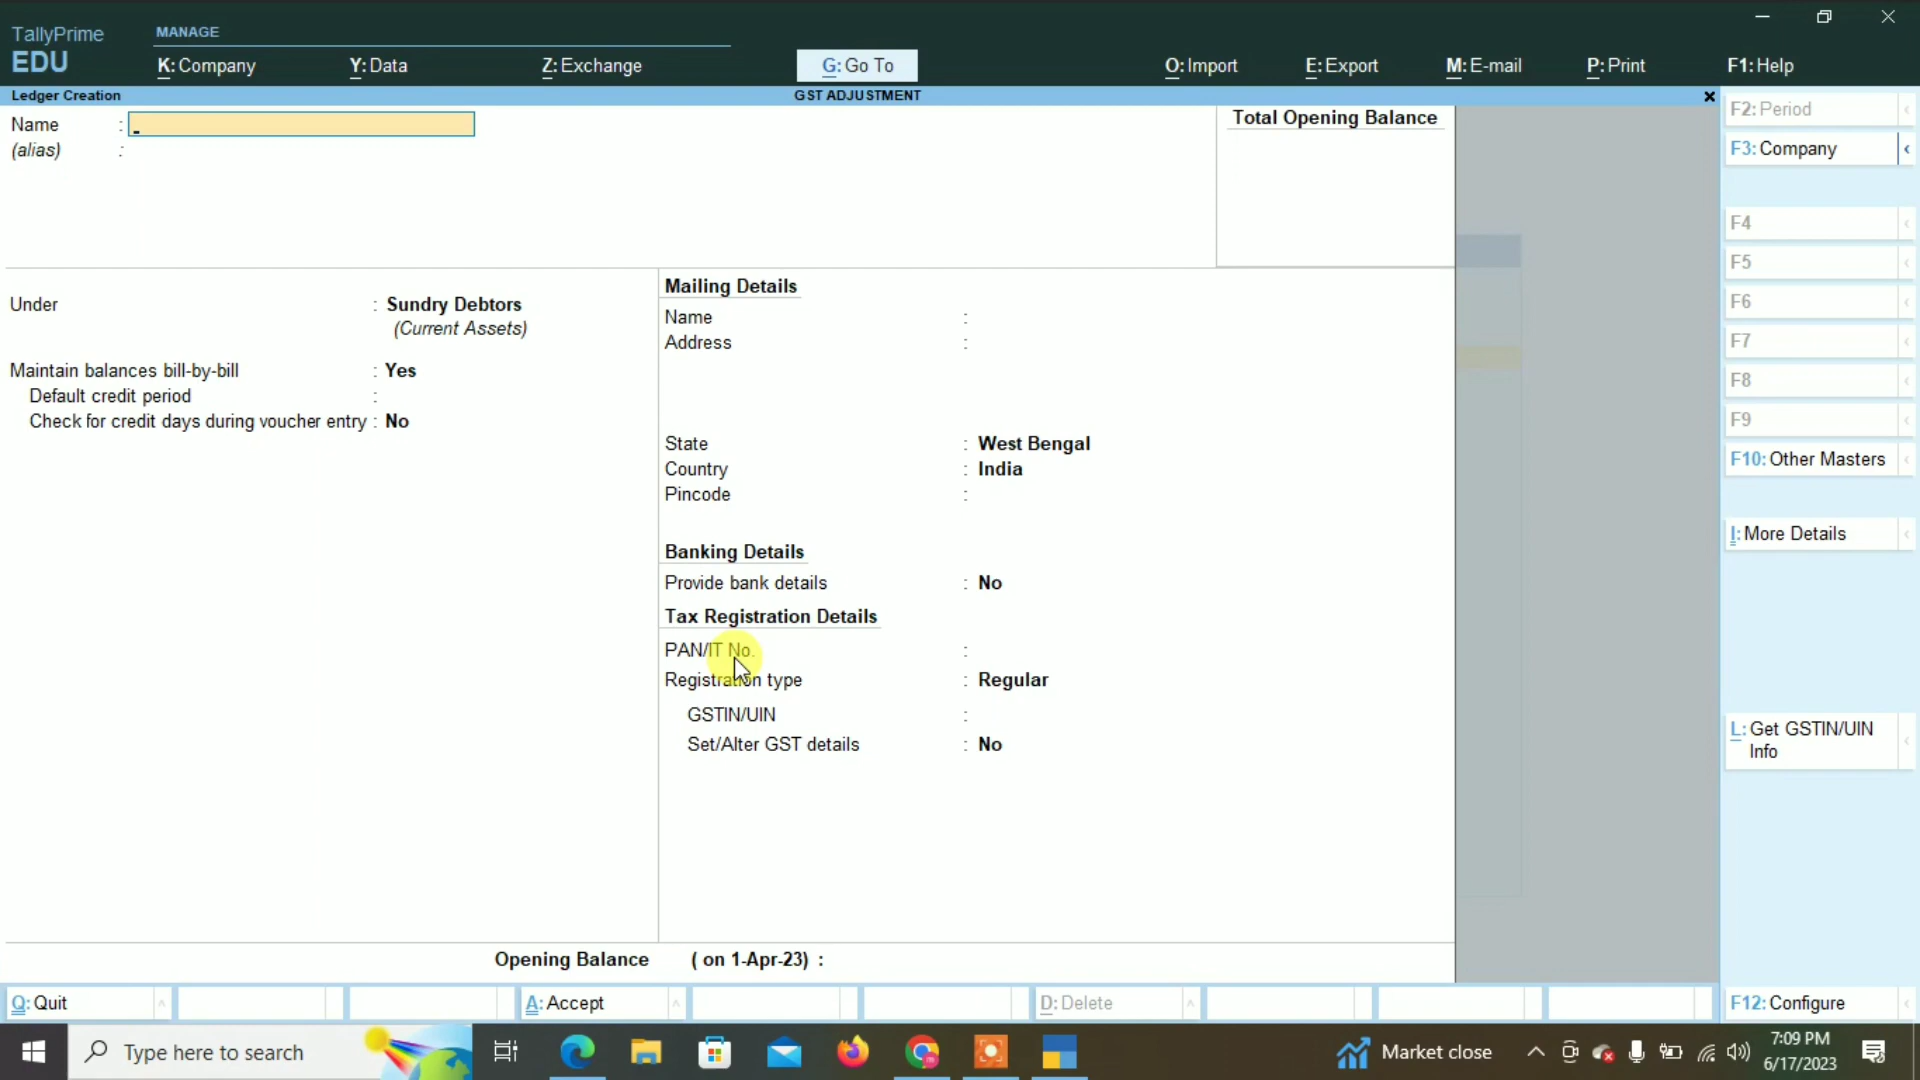 TallyPrime
EDU
MANAGE
K: Company
Y: Data
Z: Exchange
G: Go To
O: Import
E: Export
M: E-mail
P: Print
F1: Help
Ledger Creation
GST ADJUSTMENT
Name :
(alias) :
Total Opening Balance
Under : Sundry Debtors
(Current Assets)
Maintain balances bill-by-bill : Yes
Default credit period :
Check for credit days during voucher entry : No
Mailing Details
Name :
Address :
State : West Bengal
Country : India
Pincode :
Banking Details
Provide bank details : No
Tax Registration Details
PAN/IT No. :
Registration type : Regular
GSTIN/UIN :
Set/Alter GST details : No
Opening Balance ( on 1-Apr-23) :
F2: Period
F3: Company
F4
F5
F6
F7
F8
F9
F10: Other Masters
I: More Details
L: Get GSTIN/UIN
Info
F12: Configure
Q: Quit
A: Accept
D: Delete
Type here to search
Market close
7:09 PM
6/17/2023